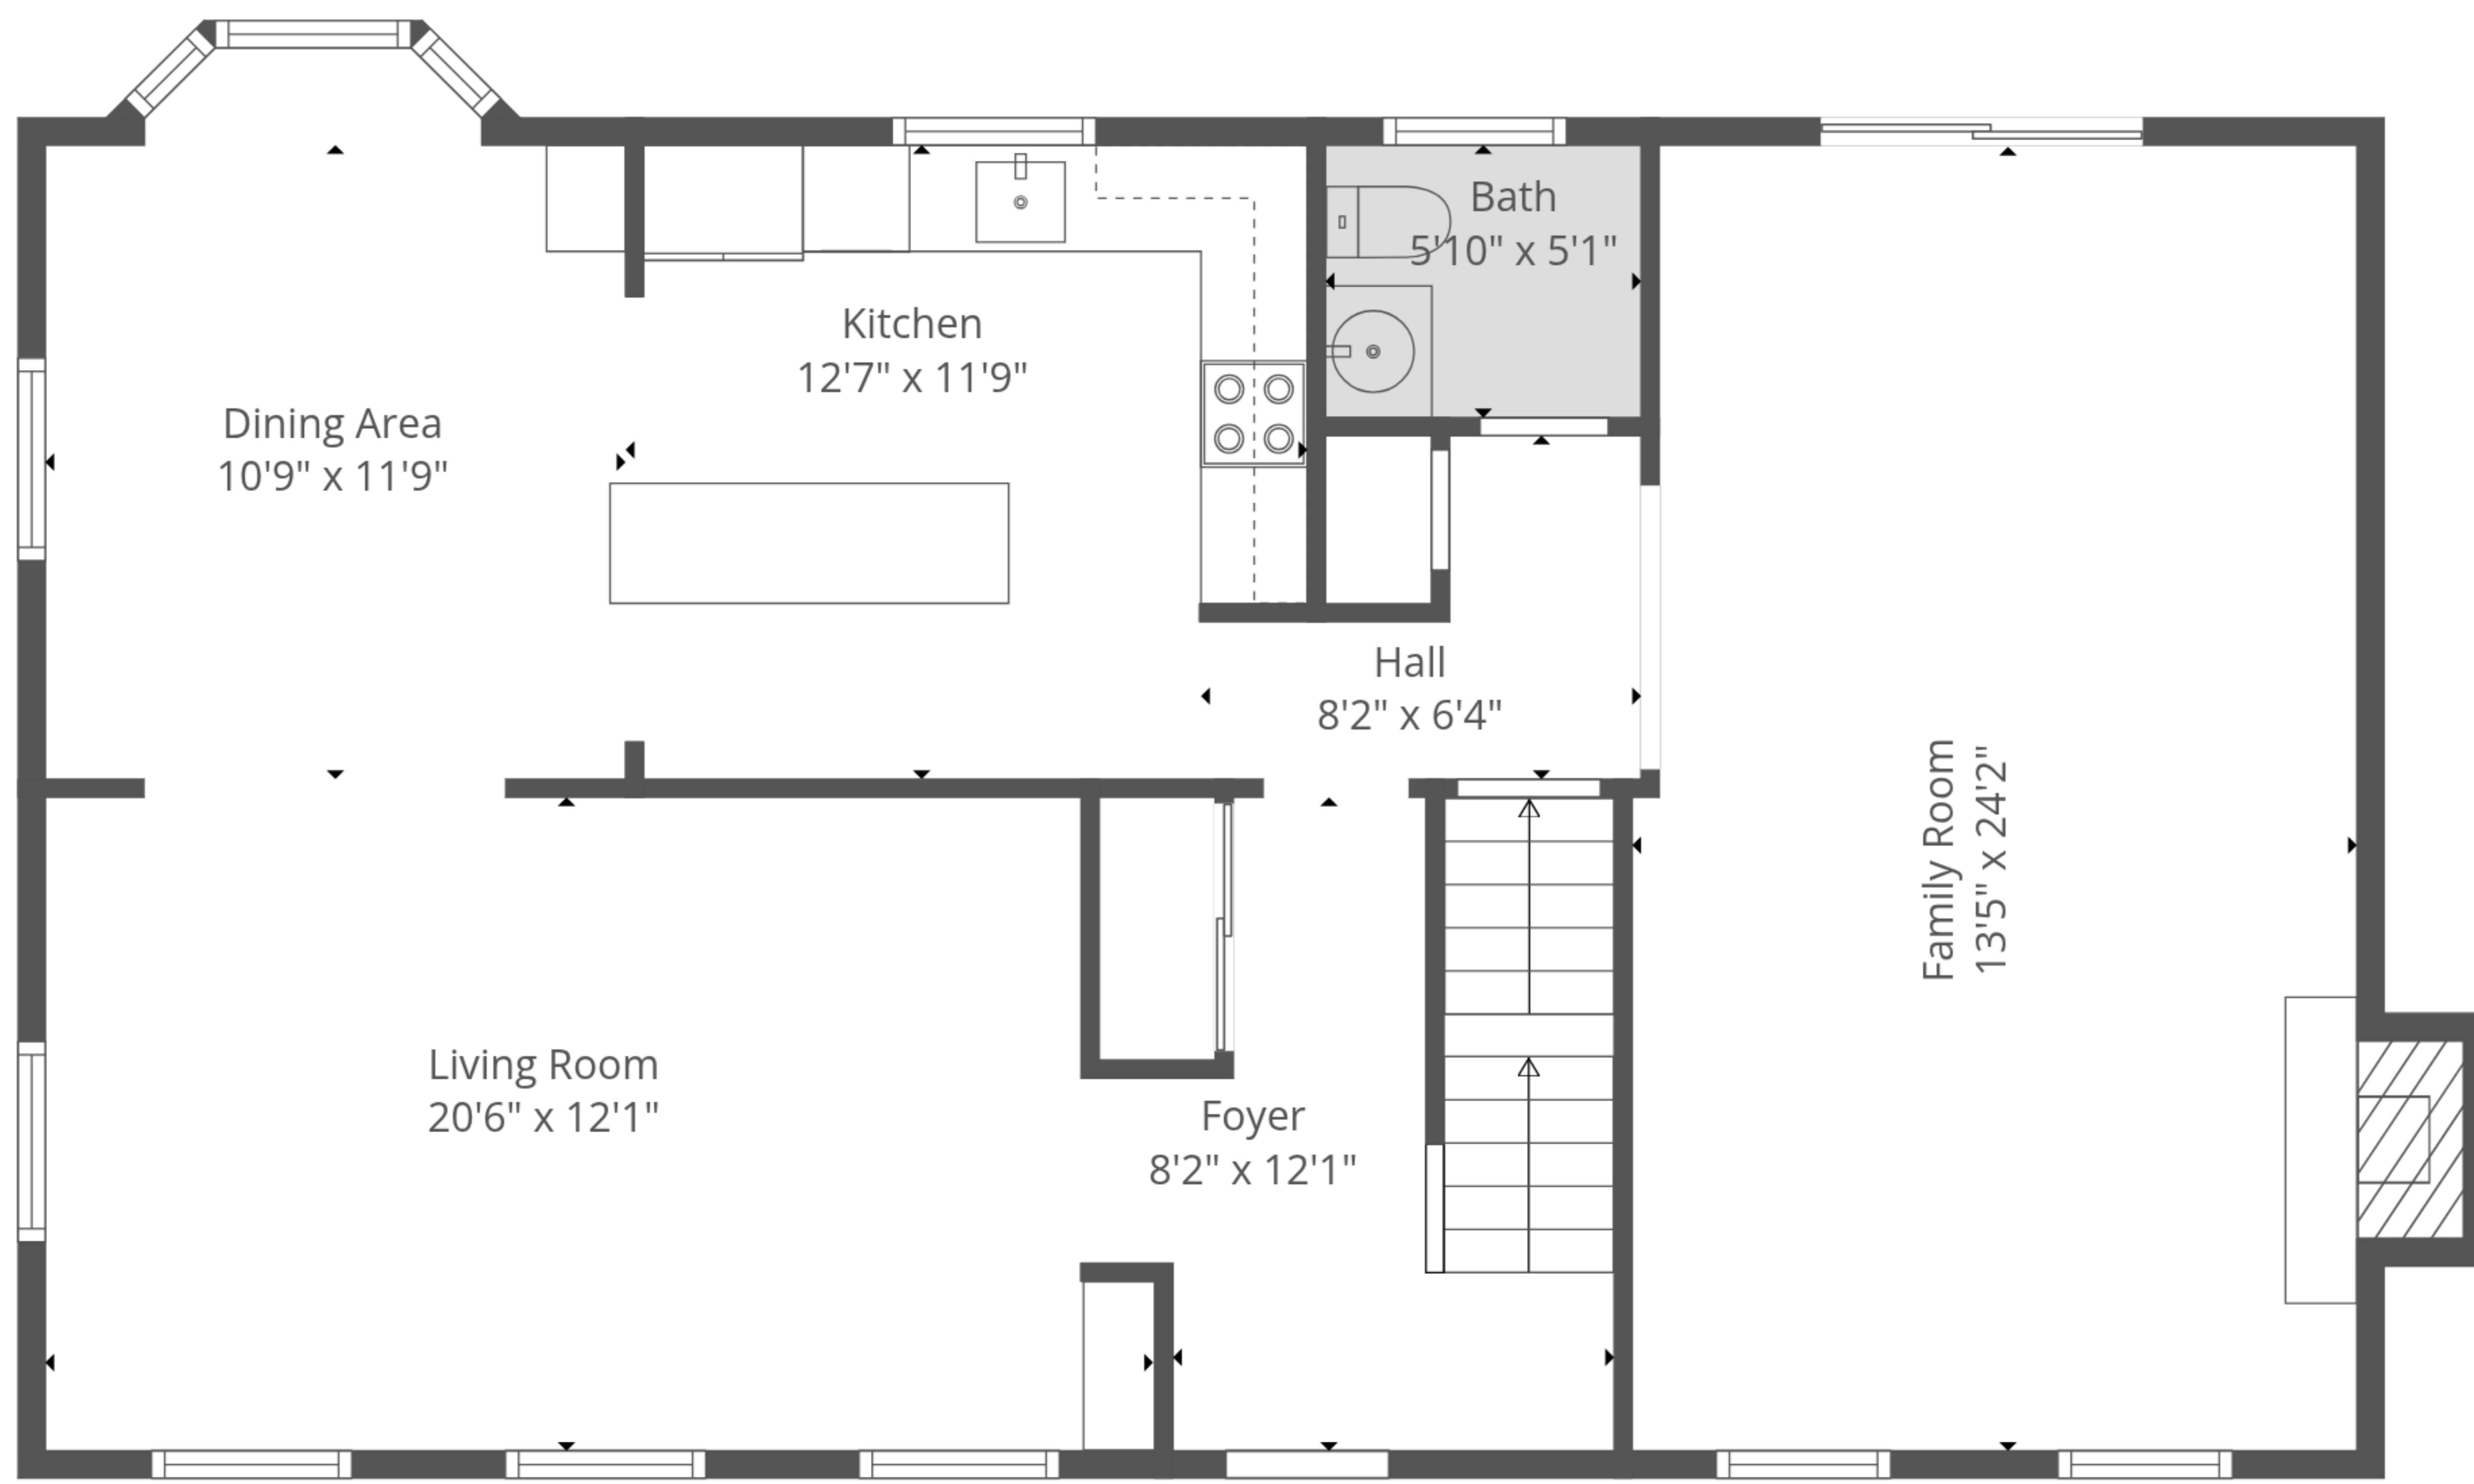 Bath
5'10" x 5'1"
Kitchen
12'7" x 11'9"
Dining Area
10'9" x 11'9"
Hall
8'2" x 6'4"
Family Room
13'5" x 24'2"
Living Room
20'6" x 12'1"
Foyer
8'2" x 12'1"